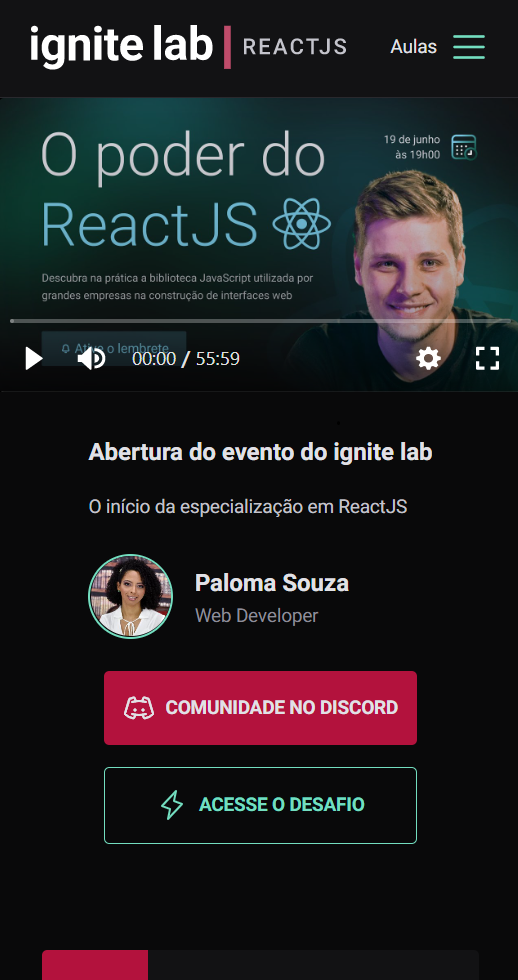 ignite lab | REACTJS
Aulas
O poder do
ReactJS
19 de junho
às 19h00
Descubra na prática a biblioteca JavaScript utilizada por
grandes empresas na construção de interfaces web
Ative o lembrete
00:00 / 55:59
Abertura do evento do ignite lab
O início da especialização em ReactJS
Paloma Souza
Web Developer
COMUNIDADE NO DISCORD
ACESSE O DESAFIO